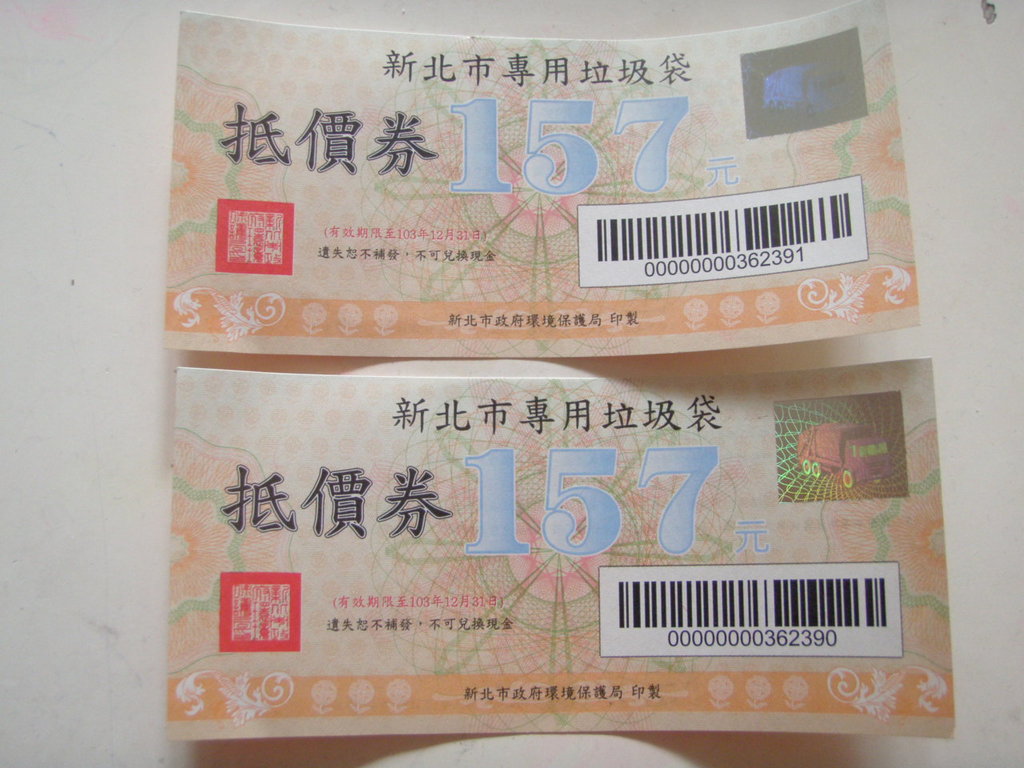 新北市專用垃圾袋
抵價券 157元
(有效期限至103年12月31日)
遺失恕不補發，不可兌換現金
00000000362391
新北市政府環境保護局 印製
新北市專用垃圾袋
抵價券 157元
(有效期限至103年12月31日)
遺失恕不補發，不可兌換現金
00000000362390
新北市政府環境保護局 印製